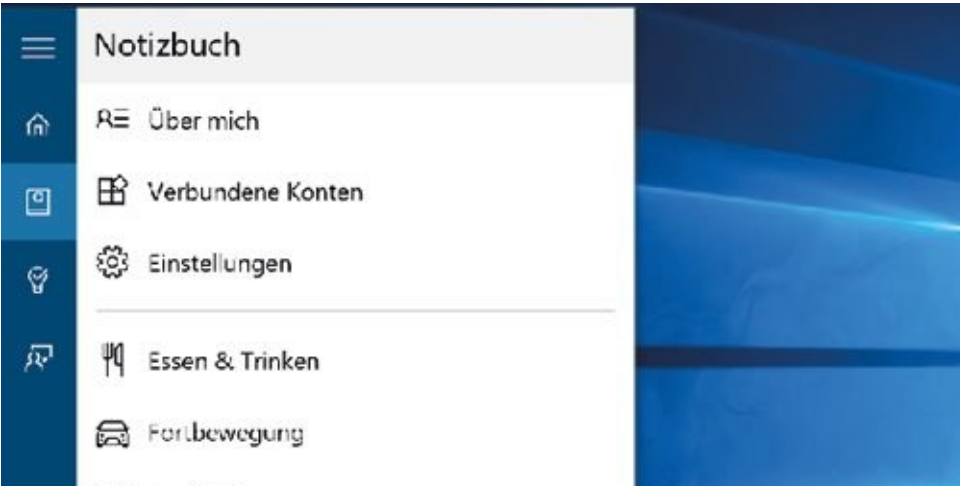 Notizbuch
Über mich
Verbundene Konten
Einstellungen
Essen & Trinken
Fortbewegung